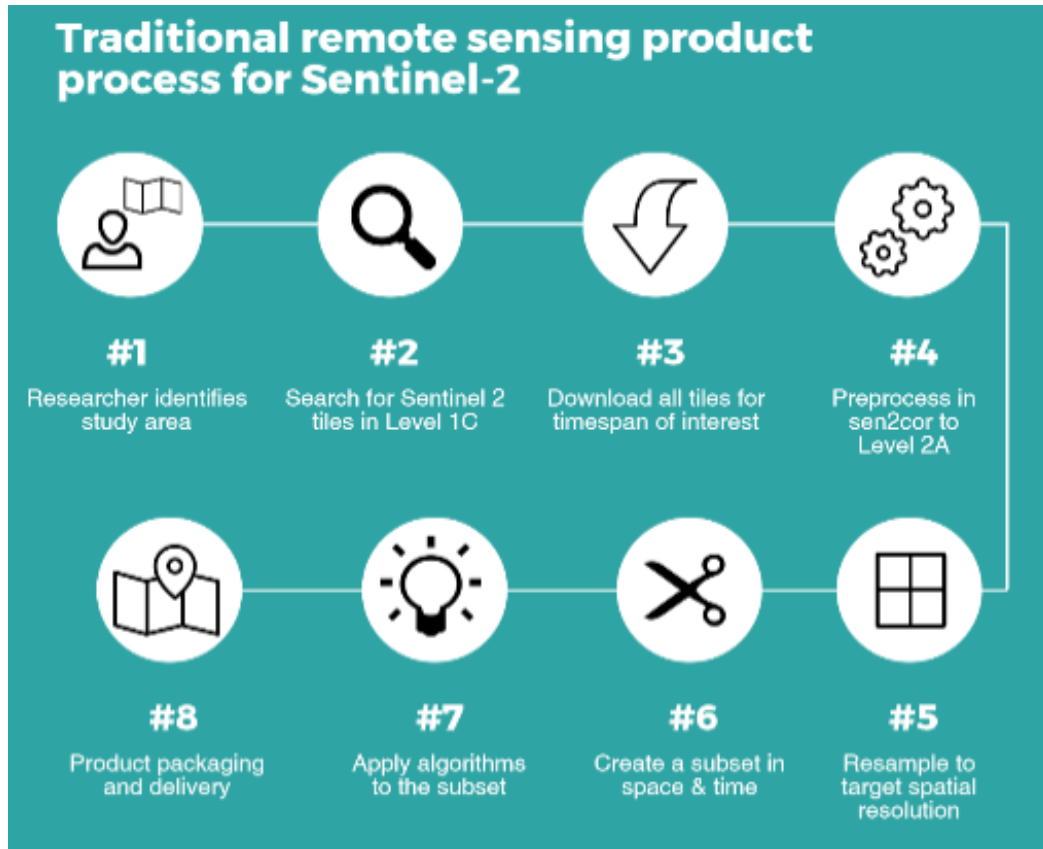 Traditional remote sensing product
process for Sentinel-2
#1
Researcher identifies
study area
#2
Search for Sentinel 2
tiles in Level 1C
#3
Download all tiles for
timespan of interest
#4
Preprocess in
sen2cor to
Level 2A
#5
Resample to
target spatial
resolution
#6
Create a subset in
space & time
#7
Apply algorithms
to the subset
#8
Product packaging
and delivery